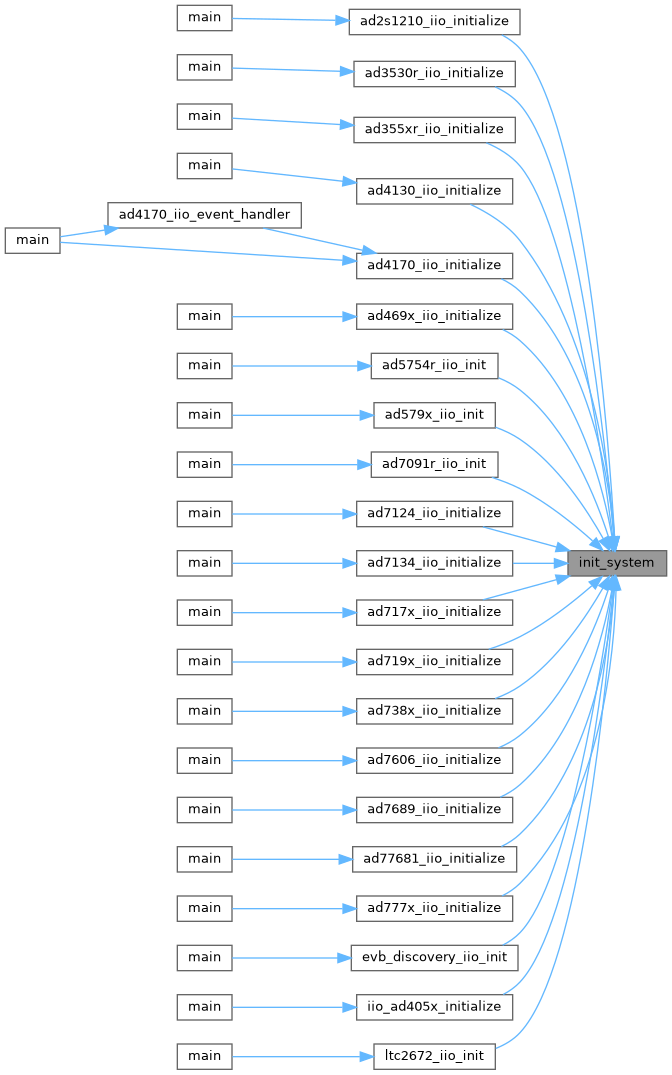 main
ad2s1210_iio_initialize
main
ad3530r_iio_initialize
main
ad355xr_iio_initialize
main
ad4130_iio_initialize
ad4170_iio_event_handler
main
ad4170_iio_initialize
main
ad469x_iio_initialize
main
ad5754r_iio_init
main
ad579x_iio_init
main
ad7091r_iio_init
main
ad7124_iio_initialize
main
ad7134_iio_initialize
init_system
main
ad717x_iio_initialize
main
ad719x_iio_initialize
main
ad738x_iio_initialize
main
ad7606_iio_initialize
main
ad7689_iio_initialize
main
ad77681_iio_initialize
main
ad777x_iio_initialize
main
evb_discovery_iio_init
main
iio_ad405x_initialize
main
ltc2672_iio_init